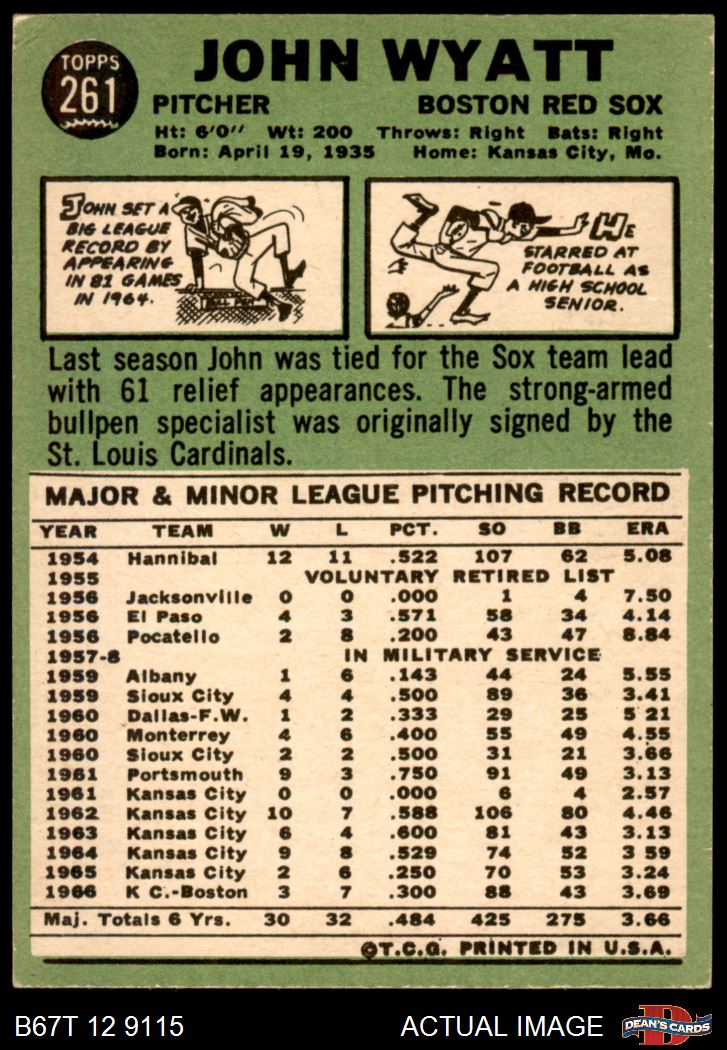 TOPPS
261
JOHN WYATT
PITCHER BOSTON RED SOX
Ht: 6'0" Wt: 200 Throws: Right Bats: Right
Born: April 19, 1935 Home: Kansas City, Mo.
JOHN SET A
BIG LEAGUE
RECORD BY
APPEARING
IN 81 GAMES
IN 1964.
HE
STARRED AT
FOOTBALL AS
A HIGH SCHOOL
SENIOR.
Last season John was tied for the Sox team lead
with 61 relief appearances. The strong-armed
bullpen specialist was originally signed by the
St. Louis Cardinals.
MAJOR & MINOR LEAGUE PITCHING RECORD
YEAR TEAM W L PCT. SO BB ERA
1954 Hannibal 12 11 .522 107 62 5.08
1955 VOLUNTARY RETIRED LIST
1956 Jacksonville 0 0 .000 1 4 7.50
1956 El Paso 4 3 .571 58 34 4.14
1956 Pocatello 2 8 .200 43 47 8.84
1957-8 IN MILITARY SERVICE
1959 Albany 1 6 .143 44 24 5.55
1959 Sioux City 4 4 .500 89 36 3.41
1960 Dallas-F.W. 1 2 .333 29 25 5 21
1960 Monterrey 4 6 .400 55 49 4.55
1960 Sioux City 2 2 .500 31 21 3.66
1961 Portsmouth 9 3 .750 91 49 3.13
1961 Kansas City 0 0 .000 6 4 2.57
1962 Kansas City 10 7 .588 106 80 4.46
1963 Kansas City 6 4 .600 81 43 3.13
1964 Kansas City 9 8 .529 74 52 3 59
1965 Kansas City 2 6 .250 70 53 3.24
1966 K C.-Boston 3 7 .300 88 43 3.69
Maj. Totals 6 Yrs. 30 32 .484 425 275 3.66
©T.C.G. PRINTED IN U.S.A.
B67T 12 9115 ACTUAL IMAGE
D
DEAN'S CARDS